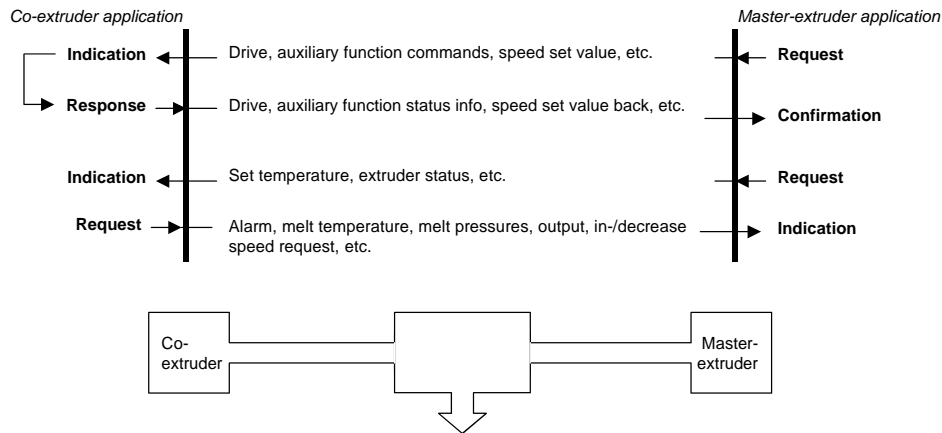 Co-extruder application Master-extruder application
Indication Drive, auxiliary function commands, speed set value, etc. Request
Response Drive, auxiliary function status info, speed set value back, etc. Confirmation
Indication Set temperature, extruder status, etc. Request
Request Alarm, melt temperature, melt pressures, output, in-/decrease Indication
speed request, etc.
Co- Master-
extruder extruder